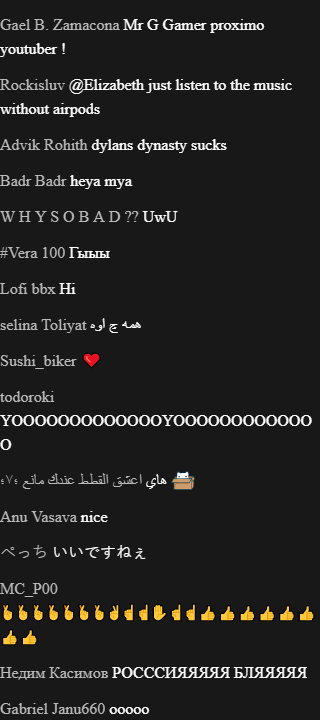 Gael B. Zamacona Mr G Gamer proximo
youtuber !
Rockisluv @Elizabeth just listen to the music
without airpods
Advik Rohith dylans dynasty sucks
Badr Badr heya mya
W H Y S O B A D ?? UwU
#Vera 100 Гыыы
Lofi bbx Hi
selina Toliyat همه ج اوه
Sushi_biker ❤️
todoroki
YOOOOOOOOOOOOOYOOOOOOOOOOOO
O
هاي اعشق القطط عندك مانع ؛٧؛
Anu Vasava nice
ぺっち いいですねぇ
MC_P00
Недим Касимов РОСССИЯЯЯЯЯ БЛЯЯЯЯЯ
Gabriel Janu660 ooooo